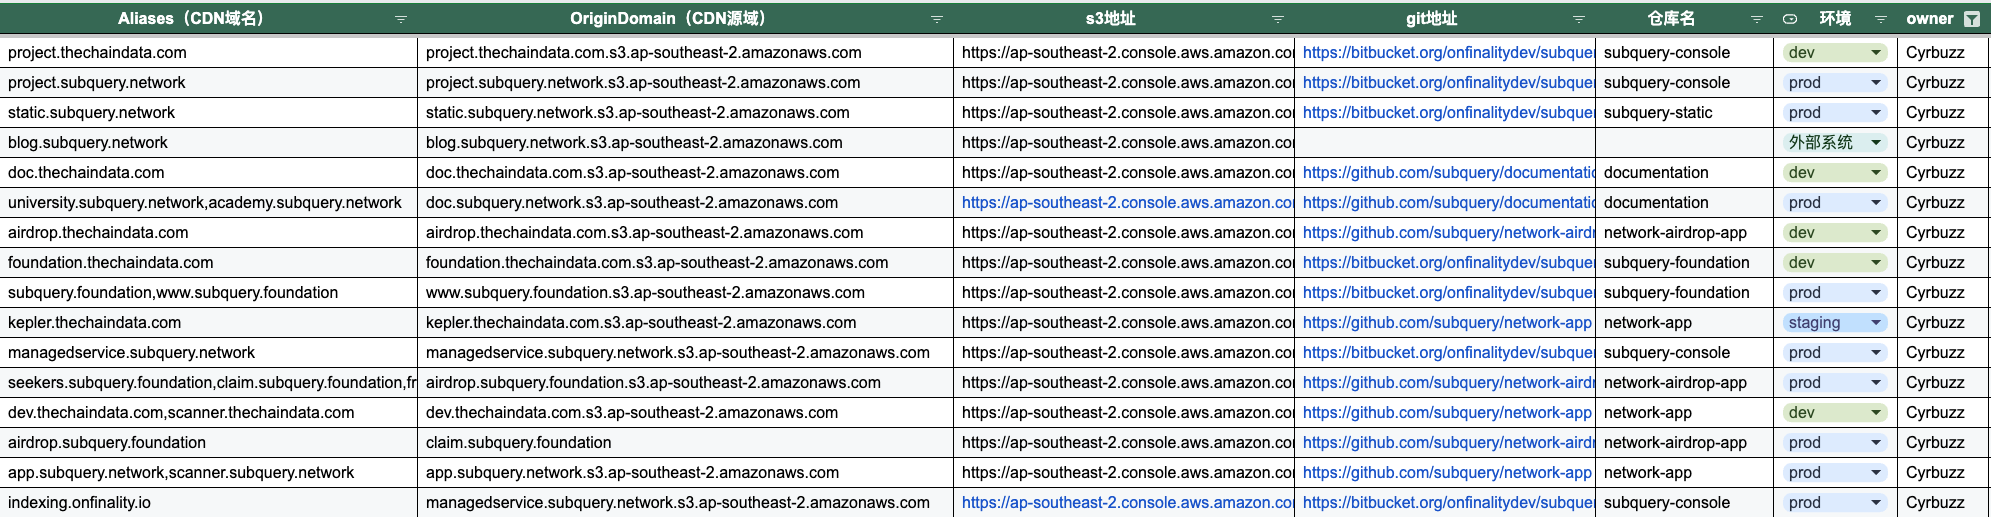 Aliases（CDN域名） OriginDomain（CDN源域） s3地址 git地址 仓库名 环境 owner
project.thechaindata.com project.thechaindata.com.s3.ap-southeast-2.amazonaws.com https://ap-southeast-2.console.aws.amazon.co https://bitbucket.org/onfinalitydev/subquer subquery-console dev Cyrbuzz
project.subquery.network project.subquery.network.s3.ap-southeast-2.amazonaws.com https://ap-southeast-2.console.aws.amazon.co https://bitbucket.org/onfinalitydev/subquer subquery-console prod Cyrbuzz
static.subquery.network static.subquery.network.s3.ap-southeast-2.amazonaws.com https://ap-southeast-2.console.aws.amazon.co https://bitbucket.org/onfinalitydev/subquer subquery-static prod Cyrbuzz
blog.subquery.network blog.subquery.network.s3.ap-southeast-2.amazonaws.com https://ap-southeast-2.console.aws.amazon.co 外部系统 Cyrbuzz
doc.thechaindata.com doc.thechaindata.com.s3.ap-southeast-2.amazonaws.com https://ap-southeast-2.console.aws.amazon.co https://github.com/subquery/documentatic documentation dev Cyrbuzz
university.subquery.network,academy.subquery.network doc.subquery.network.s3.ap-southeast-2.amazonaws.com https://ap-southeast-2.console.aws.amazon.co https://github.com/subquery/documentatic documentation prod Cyrbuzz
airdrop.thechaindata.com airdrop.thechaindata.com.s3.ap-southeast-2.amazonaws.com https://ap-southeast-2.console.aws.amazon.co https://github.com/subquery/network-airdr network-airdrop-app dev Cyrbuzz
foundation.thechaindata.com foundation.thechaindata.com.s3.ap-southeast-2.amazonaws.com https://ap-southeast-2.console.aws.amazon.co https://bitbucket.org/onfinalitydev/subquer subquery-foundation dev Cyrbuzz
subquery.foundation,www.subquery.foundation www.subquery.foundation.s3.ap-southeast-2.amazonaws.com https://ap-southeast-2.console.aws.amazon.co https://bitbucket.org/onfinalitydev/subquer subquery-foundation prod Cyrbuzz
kepler.thechaindata.com kepler.thechaindata.com.s3.ap-southeast-2.amazonaws.com https://ap-southeast-2.console.aws.amazon.co https://github.com/subquery/network-app network-app staging Cyrbuzz
managedservice.subquery.network managedservice.subquery.network.s3.ap-southeast-2.amazonaws.com https://ap-southeast-2.console.aws.amazon.co https://bitbucket.org/onfinalitydev/subquer subquery-console prod Cyrbuzz
seekers.subquery.foundation,claim.subquery.foundation,fr airdrop.subquery.foundation.s3.ap-southeast-2.amazonaws.com https://ap-southeast-2.console.aws.amazon.co https://github.com/subquery/network-airdr network-airdrop-app prod Cyrbuzz
dev.thechaindata.com,scanner.thechaindata.com dev.thechaindata.com.s3.ap-southeast-2.amazonaws.com https://ap-southeast-2.console.aws.amazon.co https://github.com/subquery/network-app network-app dev Cyrbuzz
airdrop.subquery.foundation claim.subquery.foundation https://ap-southeast-2.console.aws.amazon.co https://github.com/subquery/network-airdr network-airdrop-app prod Cyrbuzz
app.subquery.network,scanner.subquery.network app.subquery.network.s3.ap-southeast-2.amazonaws.com https://ap-southeast-2.console.aws.amazon.co https://github.com/subquery/network-app network-app prod Cyrbuzz
indexing.onfinality.io managedservice.subquery.network.s3.ap-southeast-2.amazonaws.com https://ap-southeast-2.console.aws.amazon.co https://bitbucket.org/onfinalitydev/subquer subquery-console prod Cyrbuzz